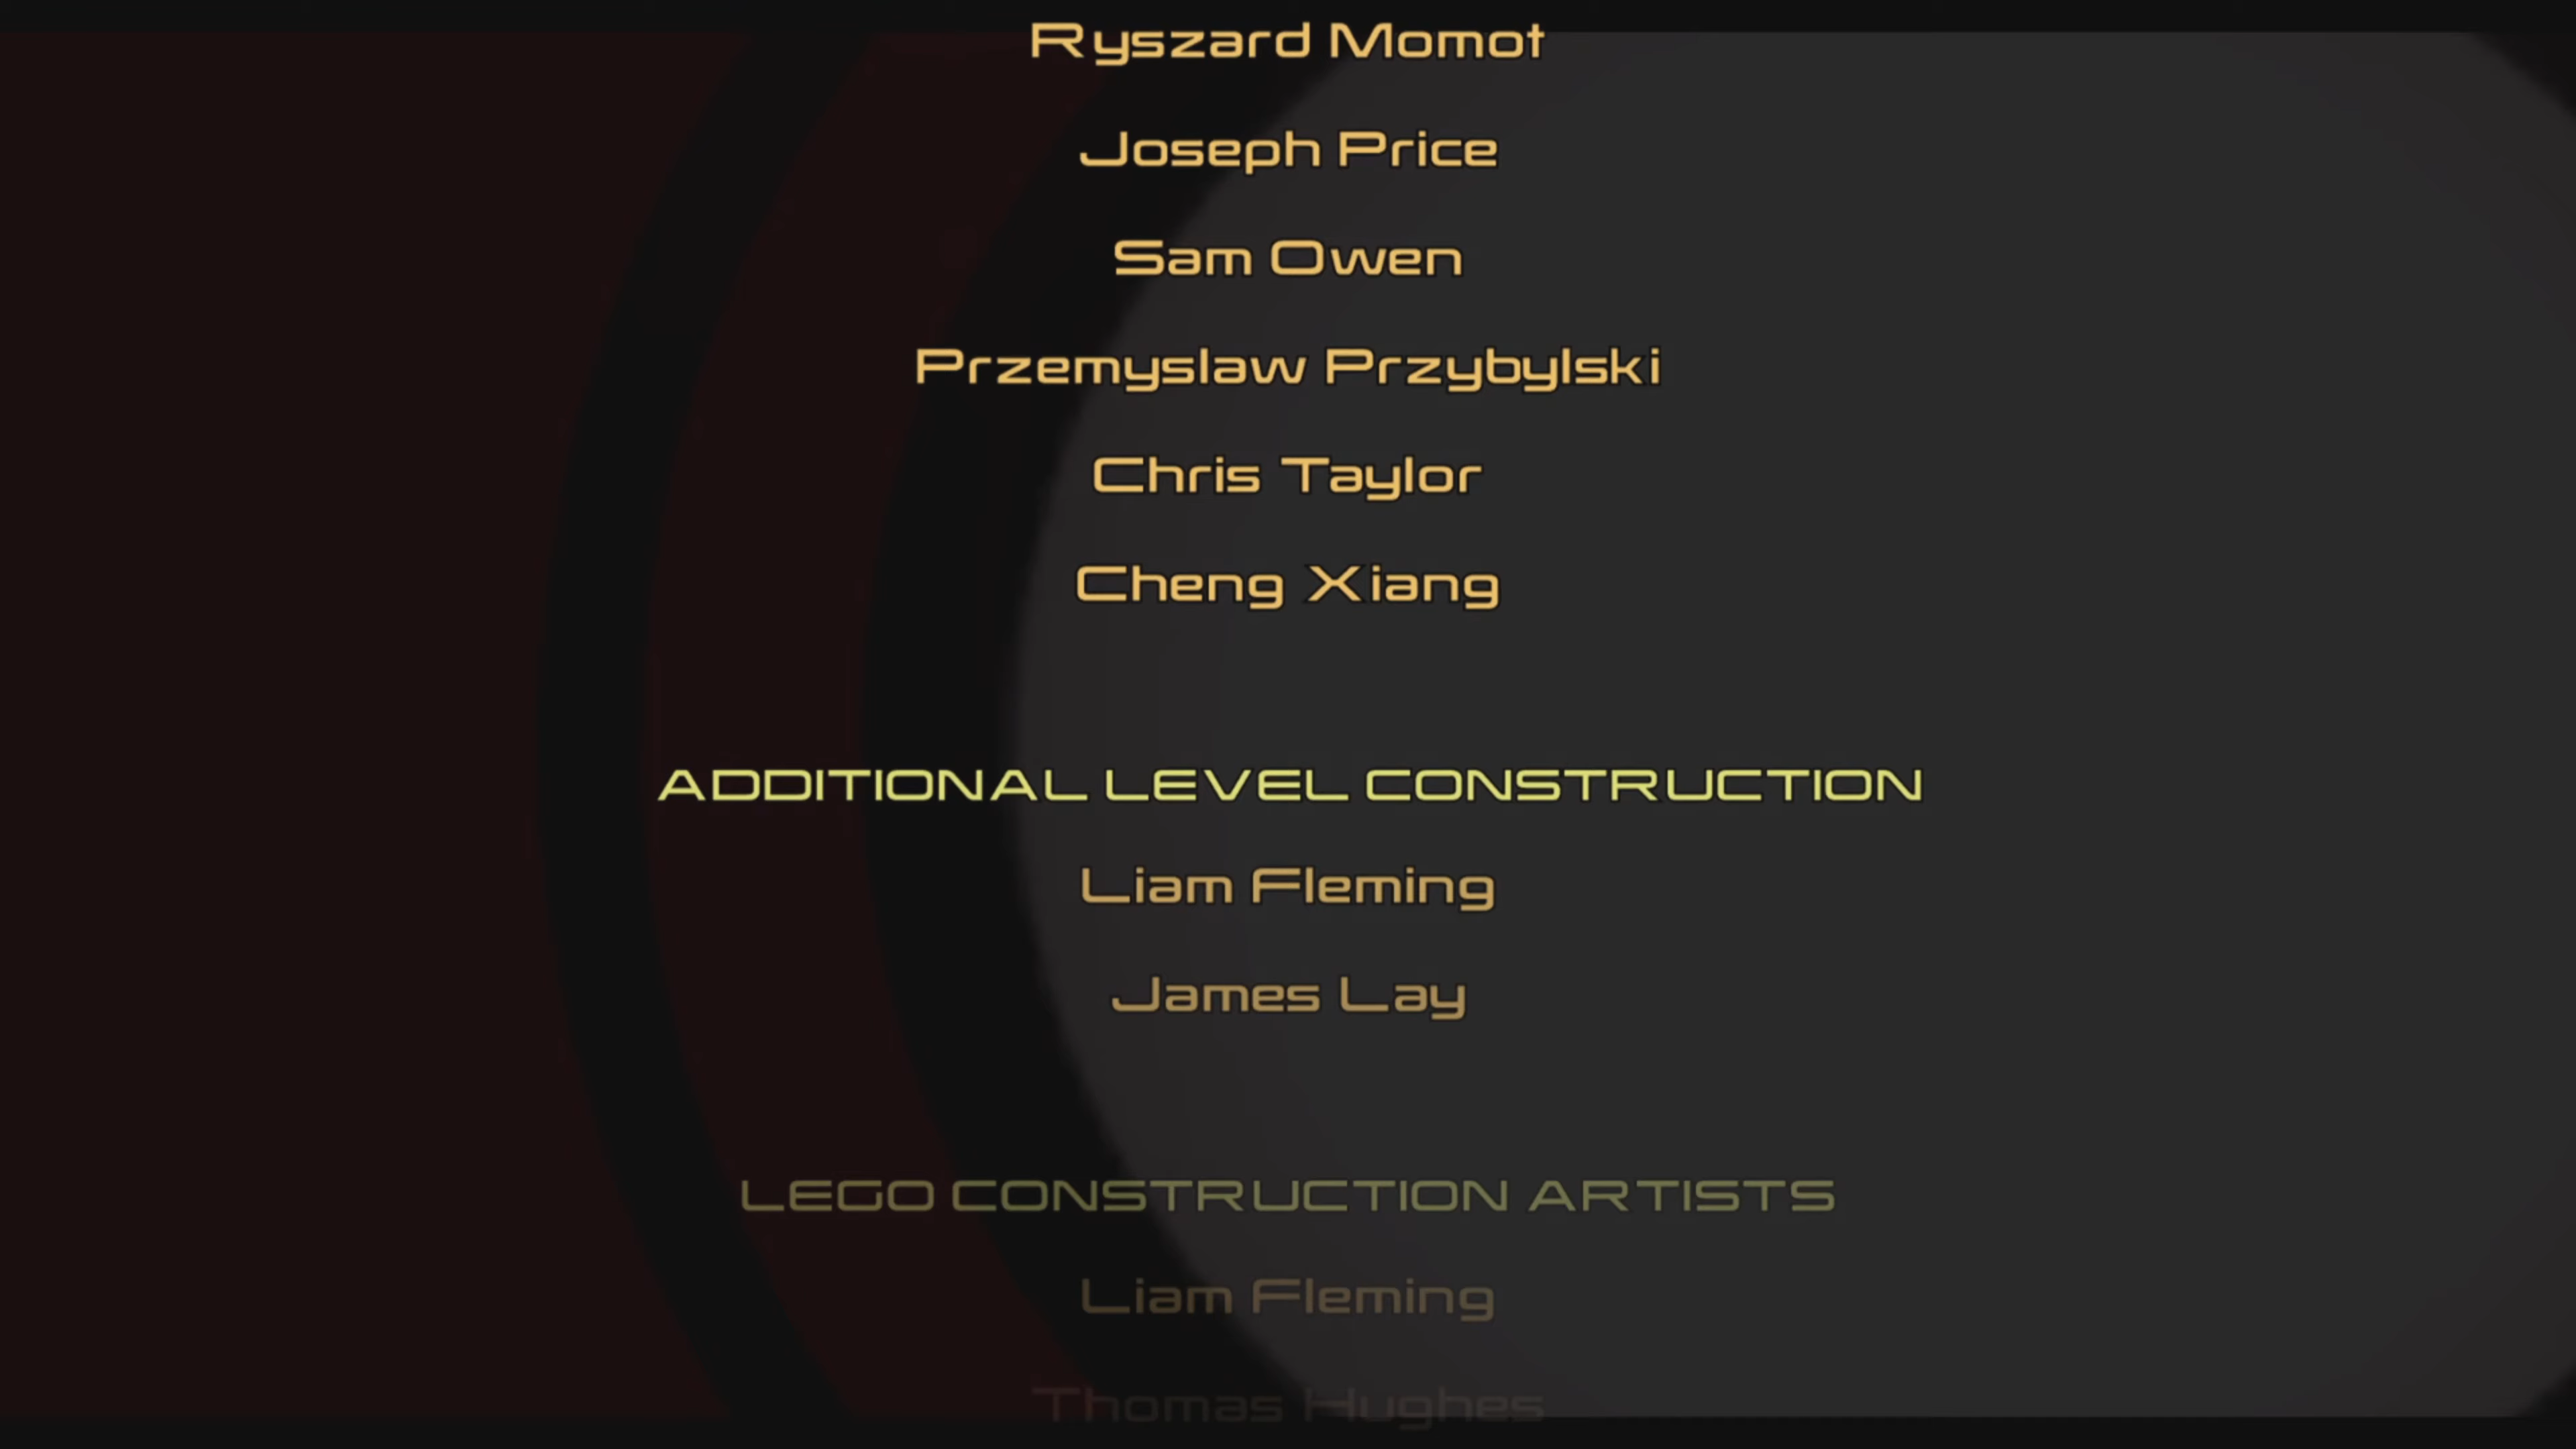 Ryszard Momot
Joseph Price
Sam Owen
Przemyslaw Przybylski
Chris Taylor
Cheng Xiang
ADDITIONAL LEVEL CONSTRUCTION
Liam Fleming
James Lay
LEGO CONSTRUCTION ARTISTS
Liam Fleming
Thomas Hughes